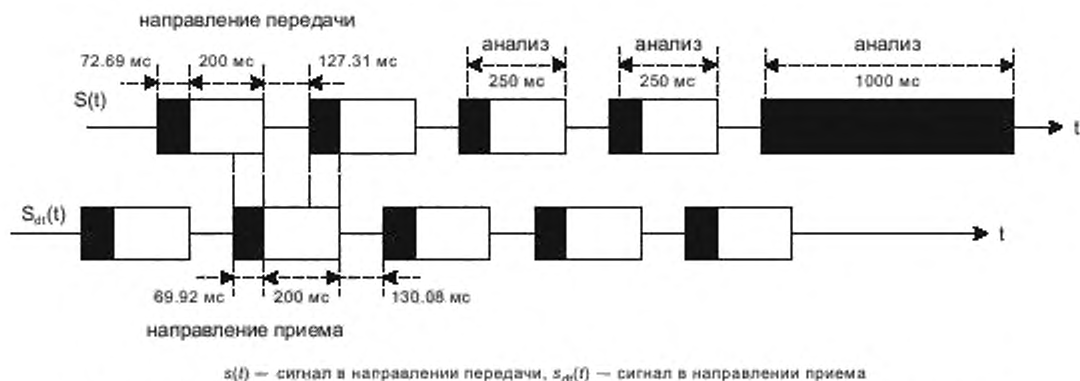 направление передачи
72.69 мс 200 мс 127.31 мс
анализ анализ анализ
250 мс 250 мс 1000 мс
S(t)
t
Sdt(t)
t
69.92 мс 200 мс 130.08 мс
направление приема
s(t) — сигнал в направлении передачи, sdt(t) — сигнал в направлении приема